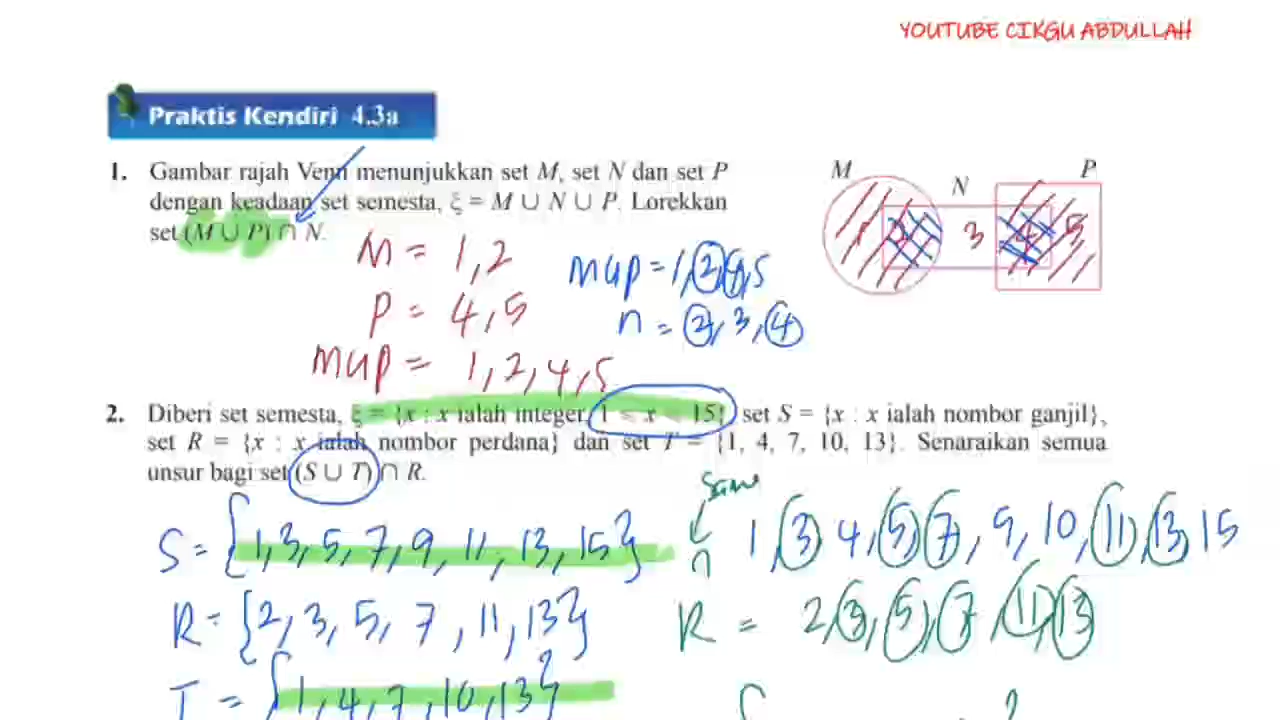 YOUTUBE CIKGU ABDULLAH
Praktis Kendiri 4.3a
1. Gambar rajah Venn menunjukkan set M, set N dan set P
dengan keadaan set semesta, ξ = M ∪ N ∪ P. Lorekkan
set (M ∪ P) ∩ N.
M N P
1 2 3 4 5
M = 1, 2
P = 4, 5
MUP = 1, 2, 4, 5
MUP = 1, 2, 4, 5
n = 2, 3, 4
2. Diberi set semesta, ξ = {x : x ialah integer, 1 < x < 15}, set S = {x : x ialah nombor ganjil},
set R = {x : x ialah nombor perdana} dan set T = {1, 4, 7, 10, 13}. Senaraikan semua
unsur bagi set (S ∪ T) ∩ R.
S = {1, 3, 5, 7, 9, 11, 13, 15}
R = {2, 3, 5, 7, 11, 13}
T = {1, 4, 7, 10, 13}
same
∩ 1, 3, 4, 5, 7, 9, 10, 11, 13, 15
R = 2, 3, 5, 7, 11, 13